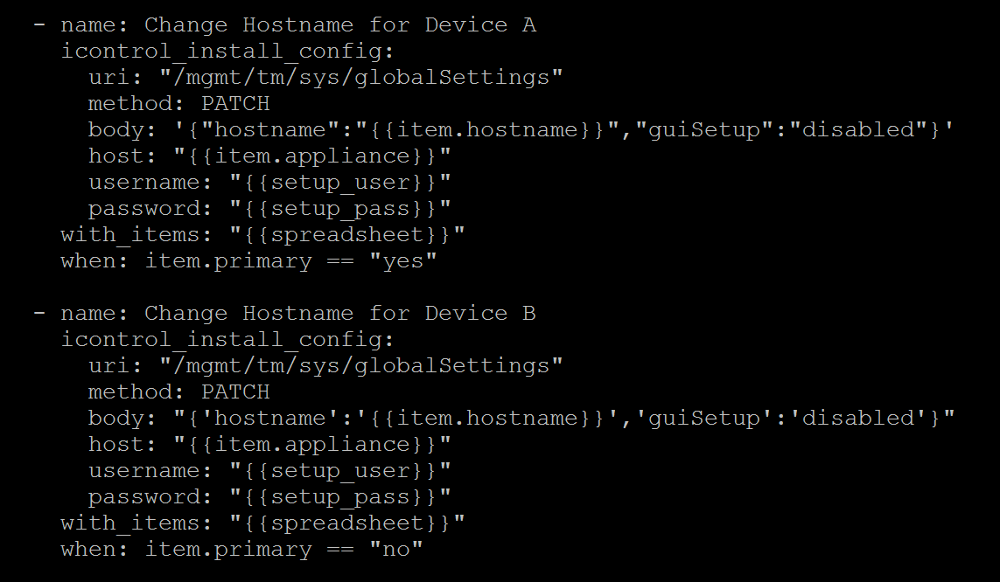 - name: Change Hostname for Device A
  icontrol_install_config:
    uri: "/mgmt/tm/sys/globalSettings"
    method: PATCH
    body: '{"hostname":"{{item.hostname}}","guiSetup":"disabled"}'
    host: "{{item.appliance}}"
    username: "{{setup_user}}"
    password: "{{setup_pass}}"
  with_items: "{{spreadsheet}}"
  when: item.primary == "yes"

- name: Change Hostname for Device B
  icontrol_install_config:
    uri: "/mgmt/tm/sys/globalSettings"
    method: PATCH
    body: "{'hostname':'{{item.hostname}}','guiSetup':'disabled'}"
    host: "{{item.appliance}}"
    username: "{{setup_user}}"
    password: "{{setup_pass}}"
  with_items: "{{spreadsheet}}"
  when: item.primary == "no"